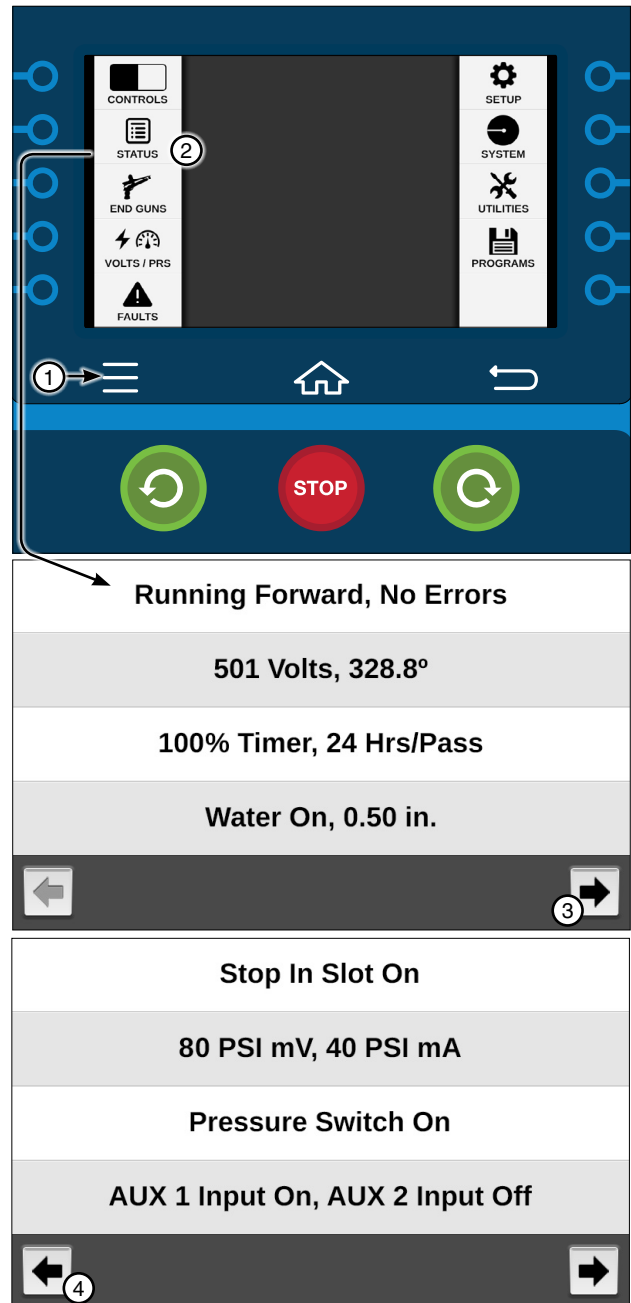 CONTROLS
STATUS
2
END GUNS
VOLTS / PRS
FAULTS
SETUP
SYSTEM
UTILITIES
PROGRAMS
1
STOP
Running Forward, No Errors
501 Volts, 328.8º
100% Timer, 24 Hrs/Pass
Water On, 0.50 in.
3
Stop In Slot On
80 PSI mV, 40 PSI mA
Pressure Switch On
AUX 1 Input On, AUX 2 Input Off
4